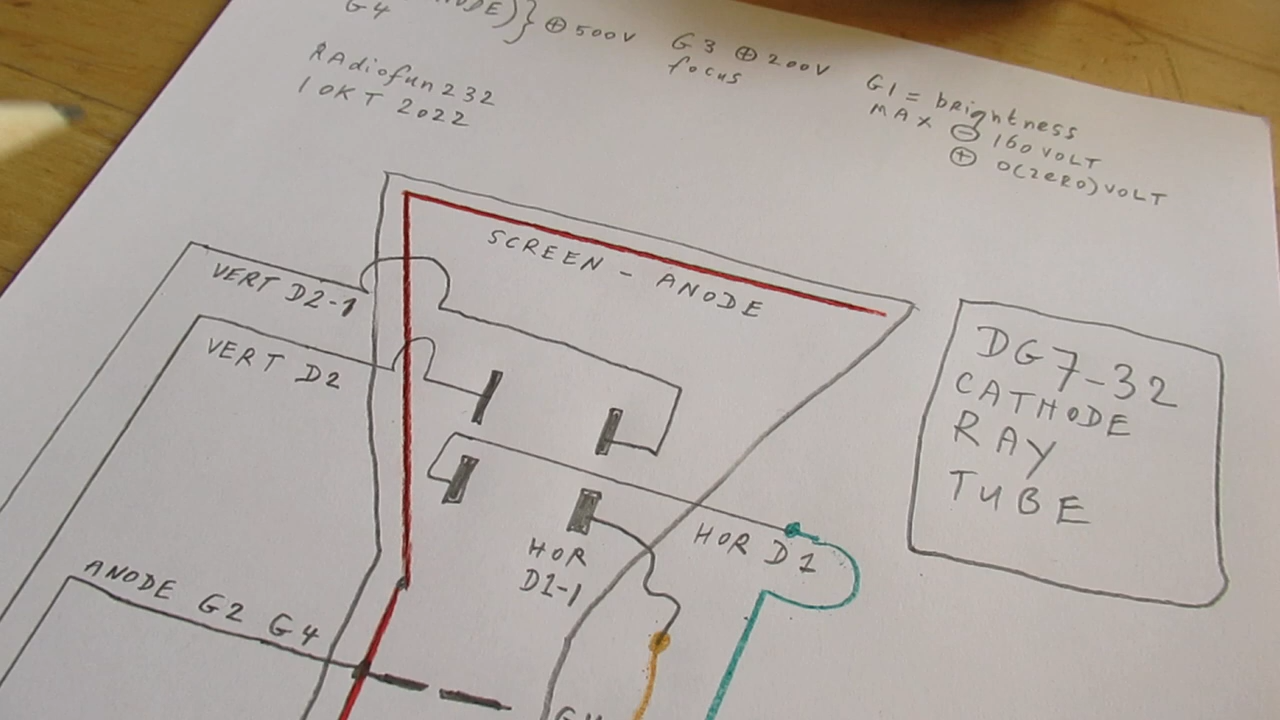 G4 } ⊕ 500V
G3 ⊕ 200V
focus
G1 = bRightness
MAX ⊖ 160 VOLT
⊕ 0(ZeRO) VOLT
RAdiofun232
1 OKT 2022
SCREEN - ANODE
VERT D2-1
VERT D2
DG7-32
CATHODE
RAY
TUBE
HOR D1
HOR
D1-1
ANODE G2 G4